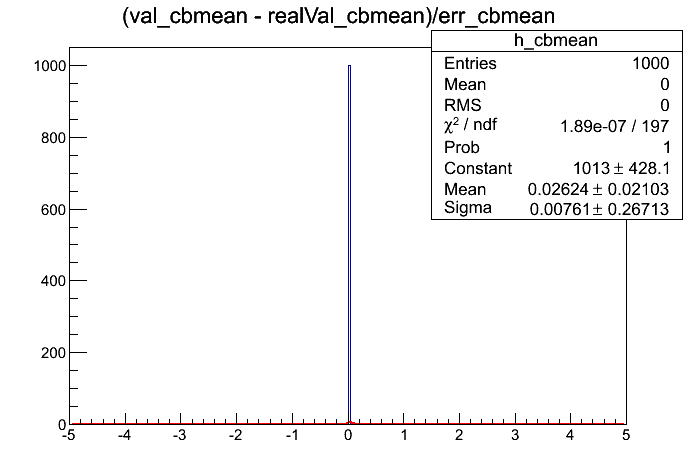 (val_cbmean - realVal_cbmean)/err_cbmean
h_cbmean
Entries 1000
Mean 0
RMS 0
χ² / ndf 1.89e-07 / 197
Prob 1
Constant 1013 ± 428.1
Mean 0.02624 ± 0.02103
Sigma 0.00761 ± 0.26713
1000
800
600
400
200
0
-5 -4 -3 -2 -1 0 1 2 3 4 5